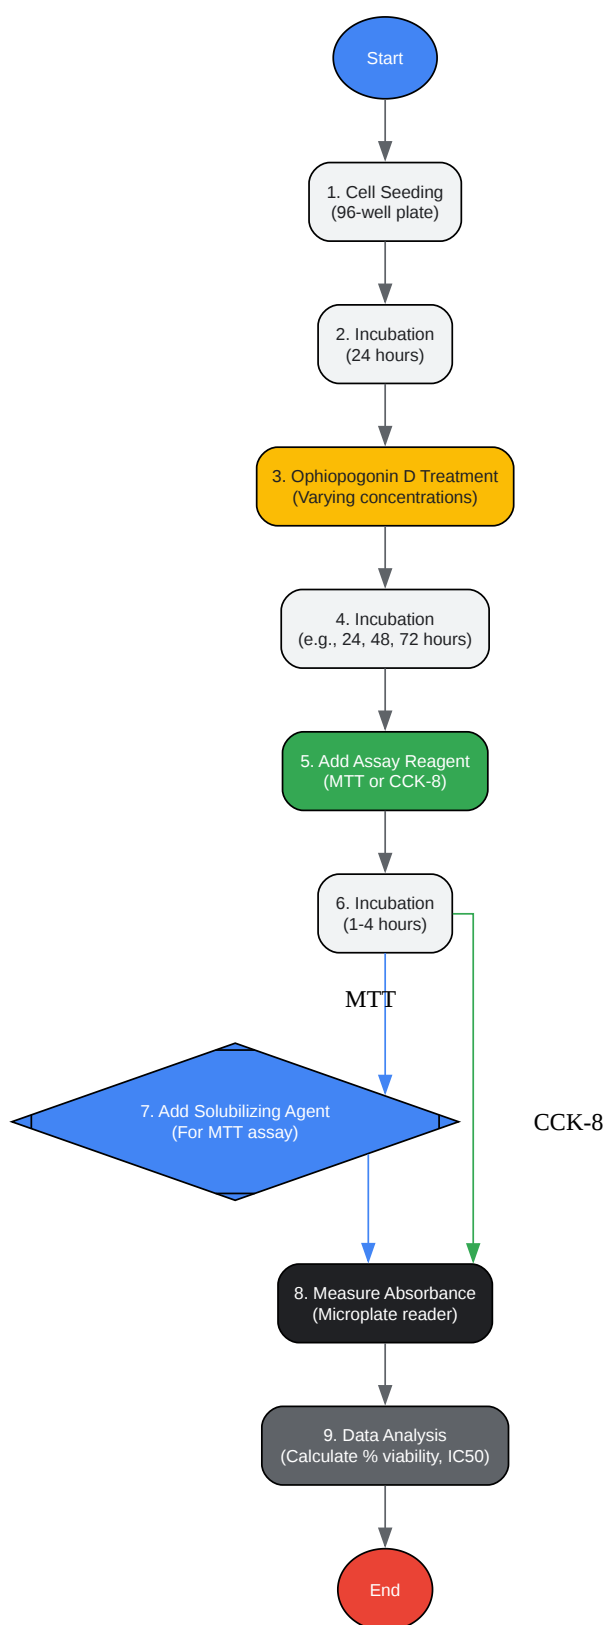 Start
1. Cell Seeding
(96-well plate)
2. Incubation
(24 hours)
3. Ophiopogonin D Treatment
(Varying concentrations)
4. Incubation
(e.g., 24, 48, 72 hours)
5. Add Assay Reagent
(MTT or CCK-8)
6. Incubation
(1-4 hours)
MTT
7. Add Solubilizing Agent
(For MTT assay)
CCK-8
8. Measure Absorbance
(Microplate reader)
9. Data Analysis
(Calculate % viability, IC50)
End